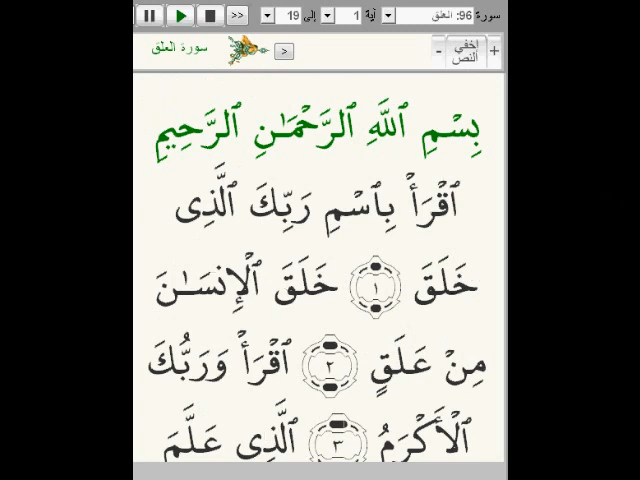 سورة 96: العلق آية 1 إلى 19 >>
+ إخفي النص - > سورة العلق
بِسْمِ ٱللَّهِ ٱلرَّحْمَـٰنِ ٱلرَّحِيمِ
ٱقْرَأْ بِٱسْمِ رَبِّكَ ٱلَّذِى
خَلَقَ ١ خَلَقَ ٱلْإِنسَـٰنَ
مِنْ عَلَقٍ ٢ ٱقْرَأْ وَرَبُّكَ
ٱلْأَكْرَمُ ٣ ٱلَّذِى عَلَّمَ